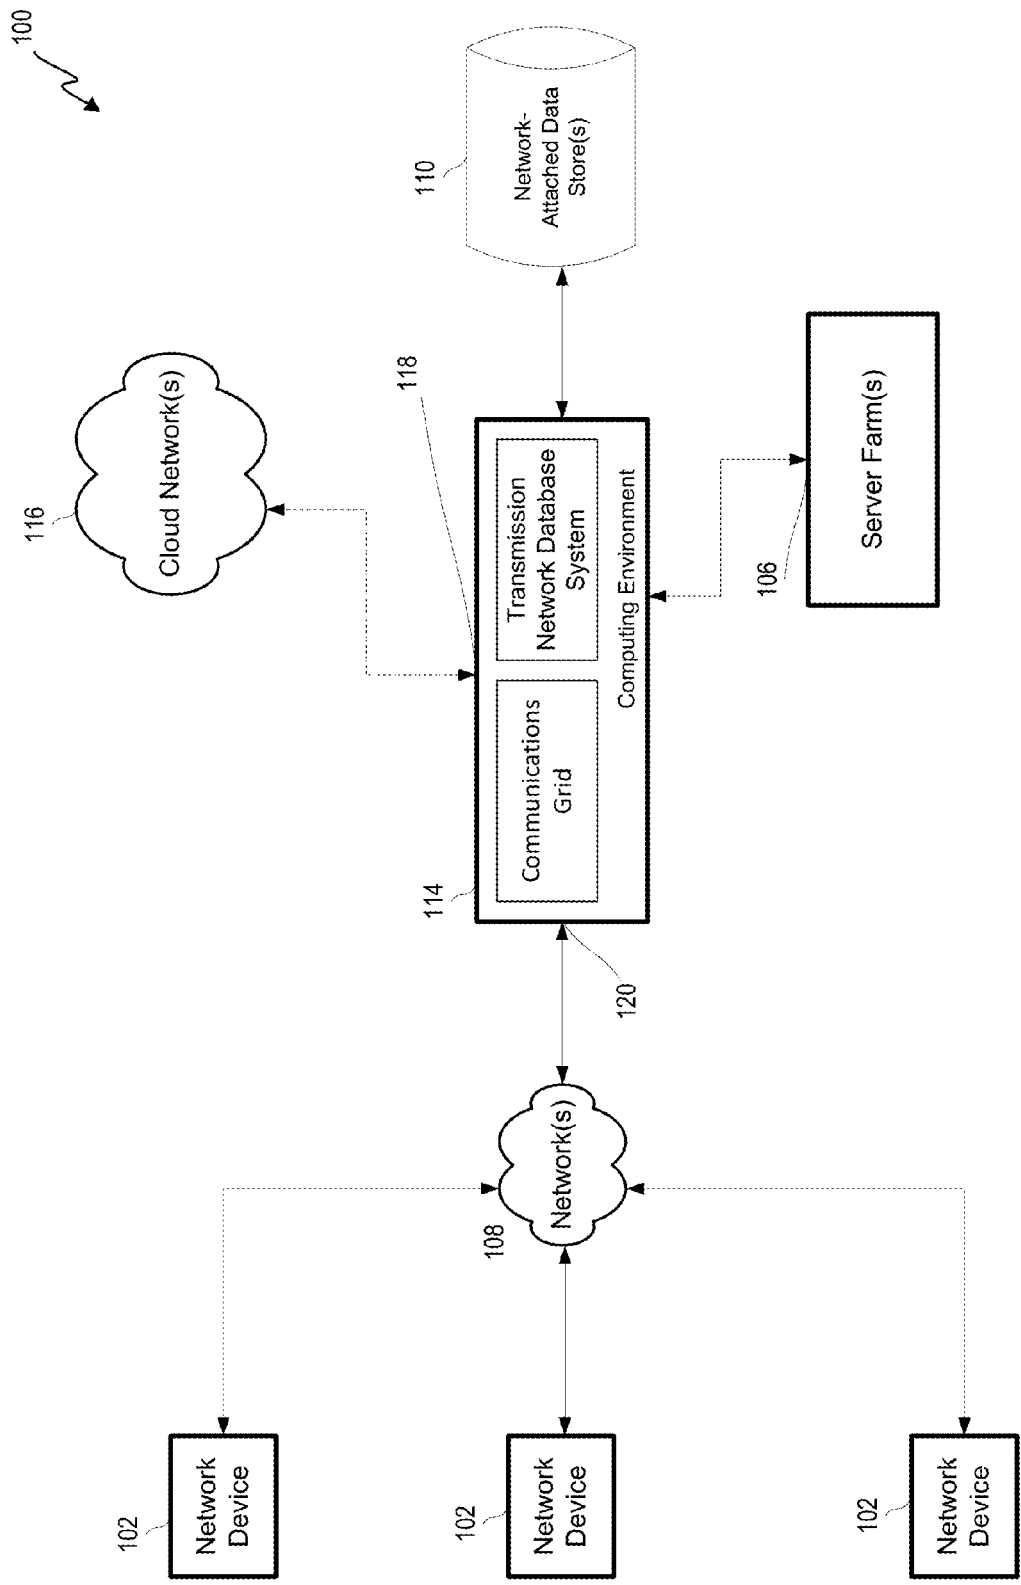 100
116
Cloud Network(s)
110
Network-
Attached Data
Store(s)
118
114
Communications
Grid
Transmission
Network Database
System
Computing Environment
120
106
Server Farm(s)
108
Network(s)
102
Network
Device
102
Network
Device
102
Network
Device